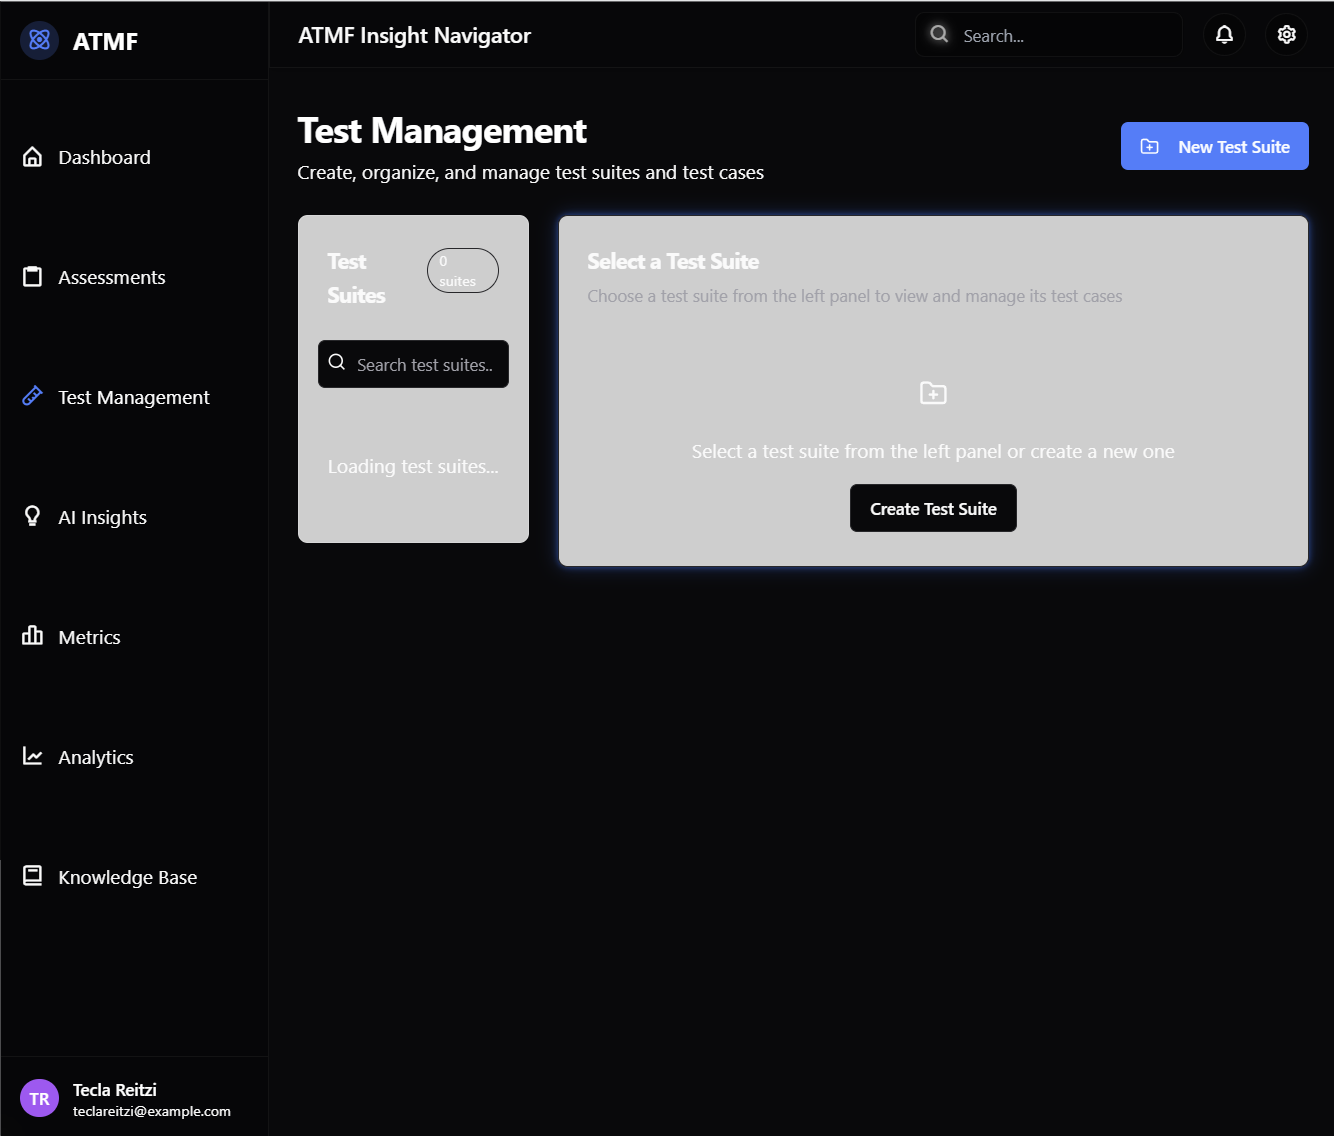 ATMF
ATMF Insight Navigator
Search...
Dashboard
Assessments
Test Management
AI Insights
Metrics
Analytics
Knowledge Base
TR
Tecla Reitzi
teclareitzi@example.com
Test Management
Create, organize, and manage test suites and test cases
New Test Suite
Test
Suites
0
suites
Search test suites..
Loading test suites...
Select a Test Suite
Choose a test suite from the left panel to view and manage its test cases
Select a test suite from the left panel or create a new one
Create Test Suite